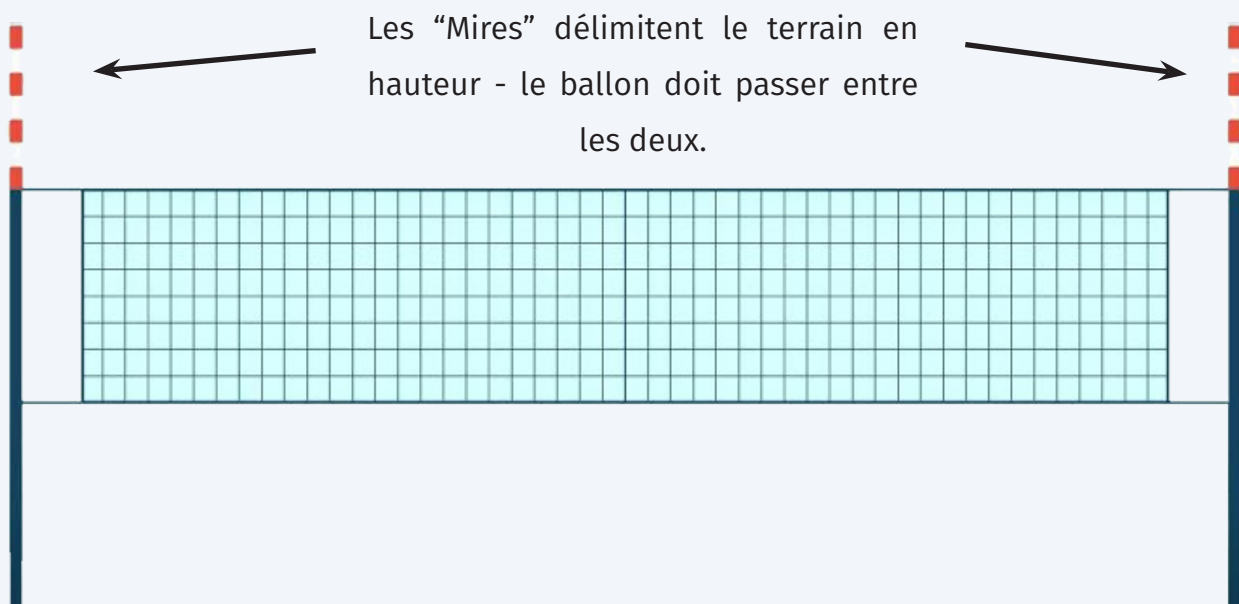 Les “Mires” délimitent le terrain en
hauteur - le ballon doit passer entre
les deux.